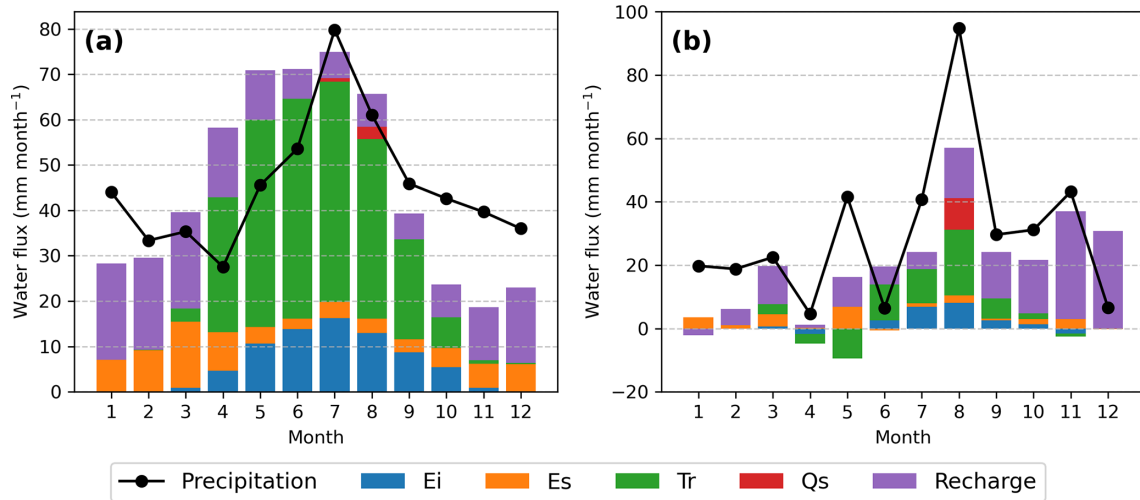 (a)
Water flux (mm month⁻¹)
80
70
60
50
40
30
20
10
0
1 2 3 4 5 6 7 8 9 10 11 12
Month
(b)
Water flux (mm month⁻¹)
100
80
60
40
20
0
−20
1 2 3 4 5 6 7 8 9 10 11 12
Month
Precipitation Ei Es Tr Qs Recharge